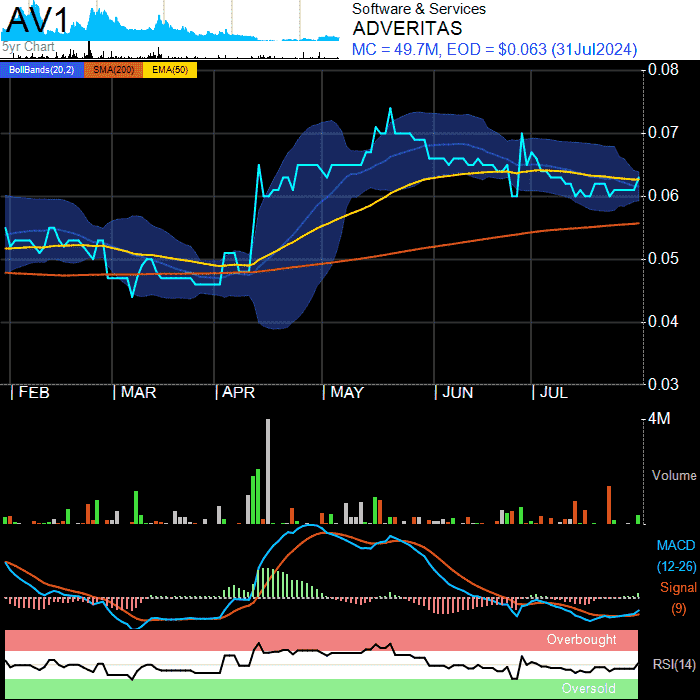 AV1
Software & Services
ADVERITAS
5yr Chart
MC = 49.7M, EOD = $0.063 (31Jul2024)
BollBands(20,2) SMA(200) EMA(50)
0.08
0.07
0.06
0.05
0.04
0.03
FEB MAR APR MAY JUN JUL
4M
Volume
MACD
(12-26)
Signal
(9)
Overbought
RSI(14)
Oversold